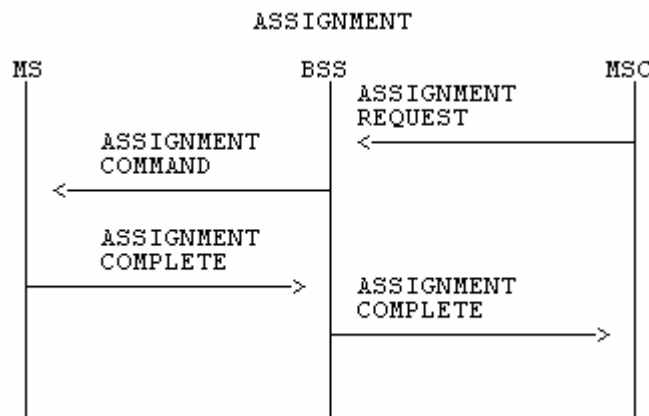 ASSIGNMENT
MS BSS MSC
ASSIGNMENT
REQUEST
ASSIGNMENT
COMMAND
ASSIGNMENT
COMPLETE
ASSIGNMENT
COMPLETE